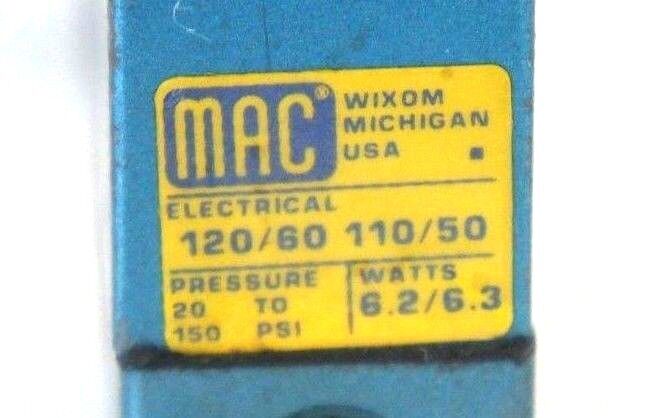 MAC®
WIXOM
MICHIGAN
USA
ELECTRICAL
120/60 110/50
PRESSURE
20 TO
150 PSI
WATTS
6.2/6.3